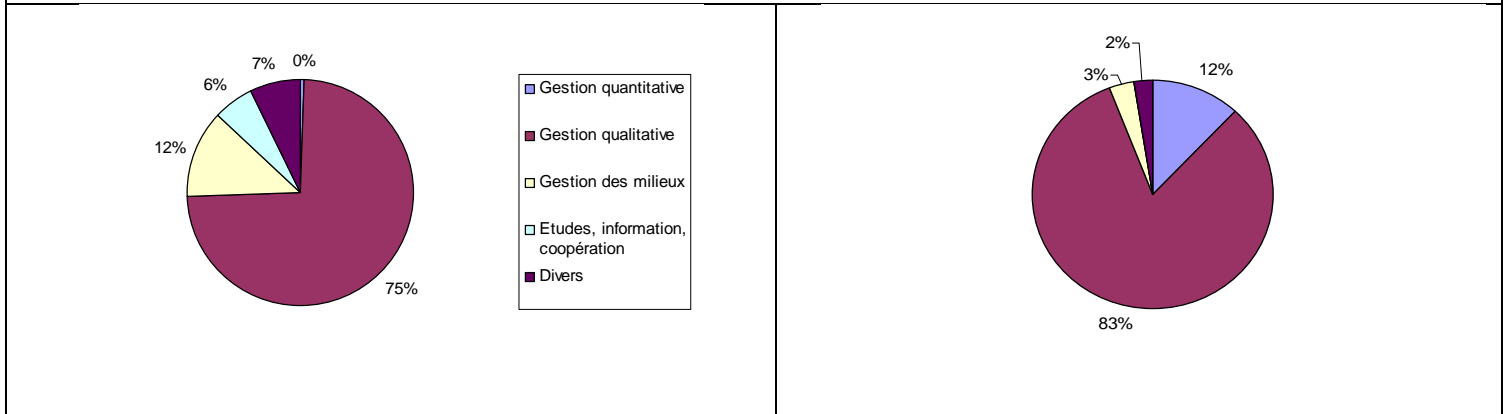 7%
0%
6%
12%
75%
Gestion quantitative
Gestion qualitative
Gestion des milieux
Etudes, information,
coopération
Divers
2%
3%
12%
83%